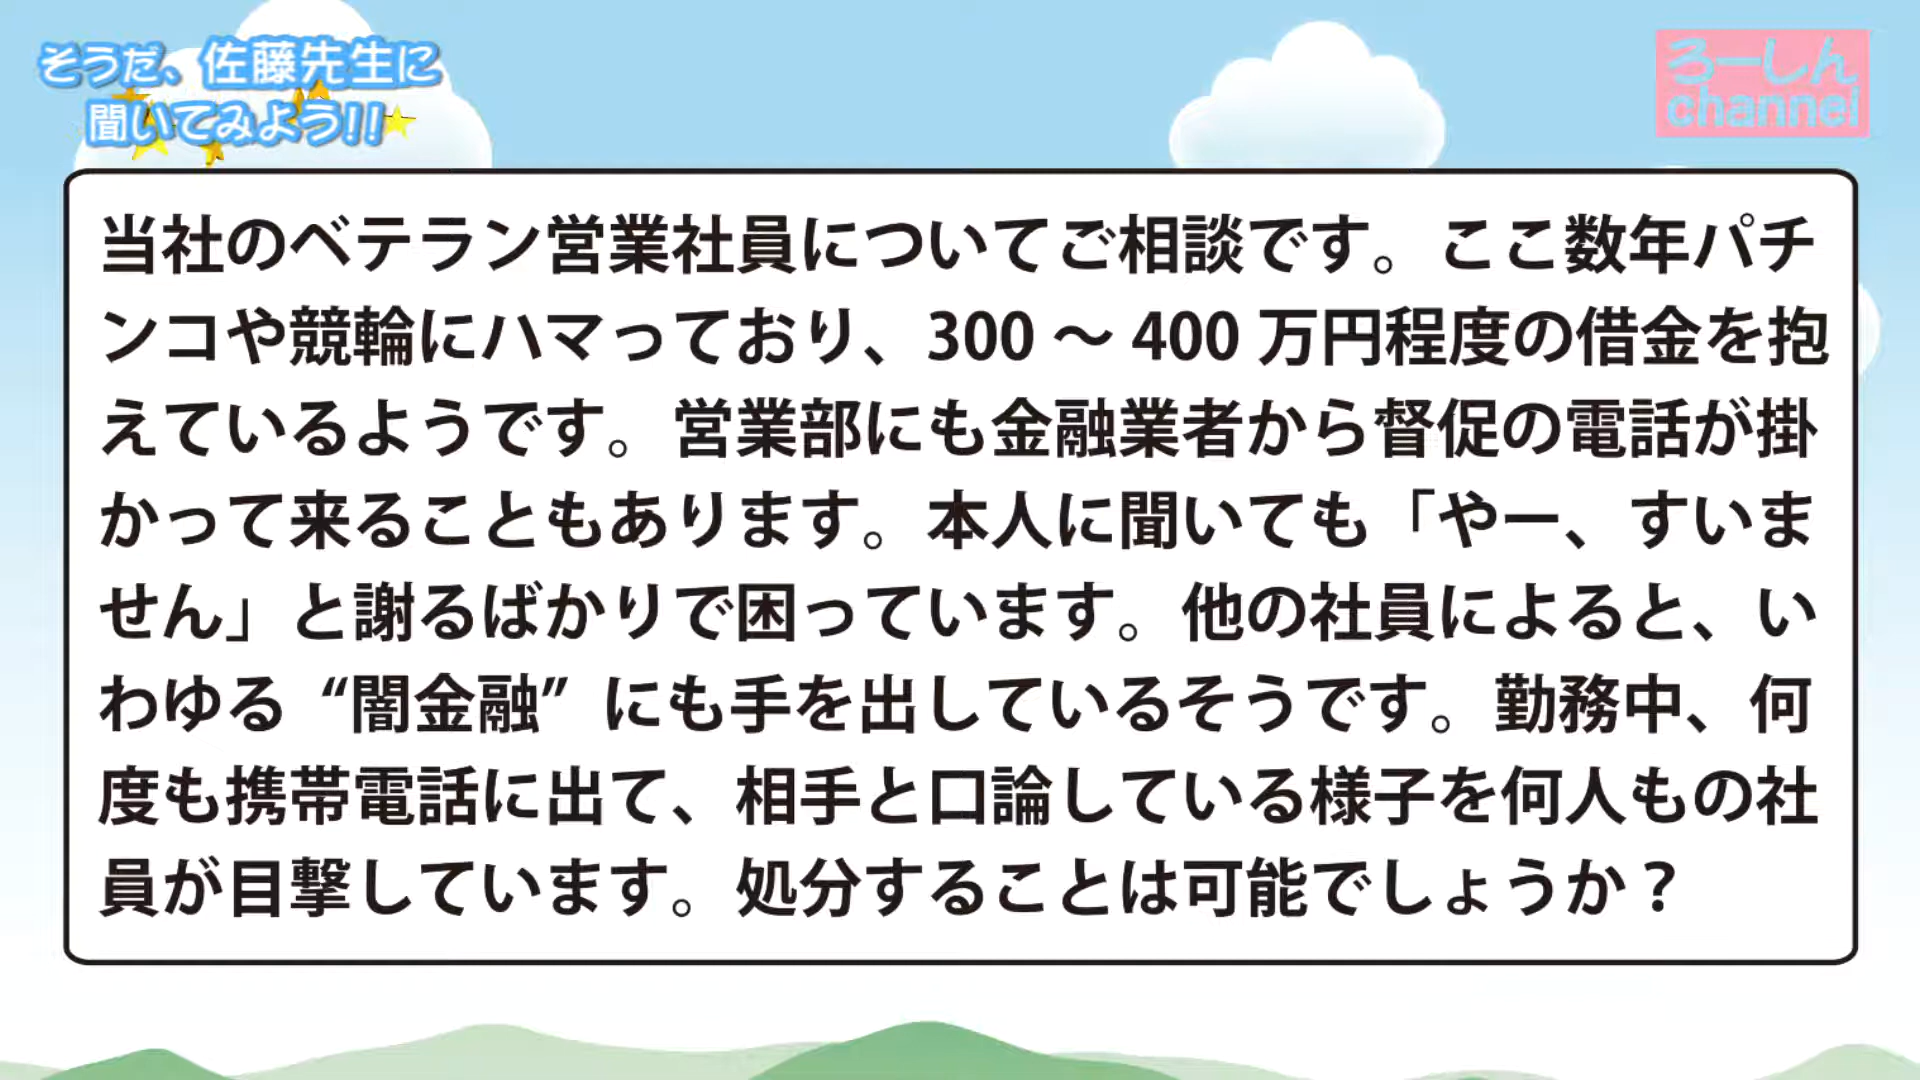 そうだ、佐藤先生に
聞いてみよう!!
ろーしん
channel
当社のベテラン営業社員についてご相談です。ここ数年パチ
ンコや競輪にハマっており、300 〜 400 万円程度の借金を抱
えているようです。営業部にも金融業者から督促の電話が掛
かって来ることもあります。本人に聞いても「やー、すいま
せん」と謝るばかりで困っています。他の社員によると、い
わゆる “闇金融” にも手を出しているそうです。勤務中、何
度も携帯電話に出て、相手と口論している様子を何人もの社
員が目撃しています。処分することは可能でしょうか？